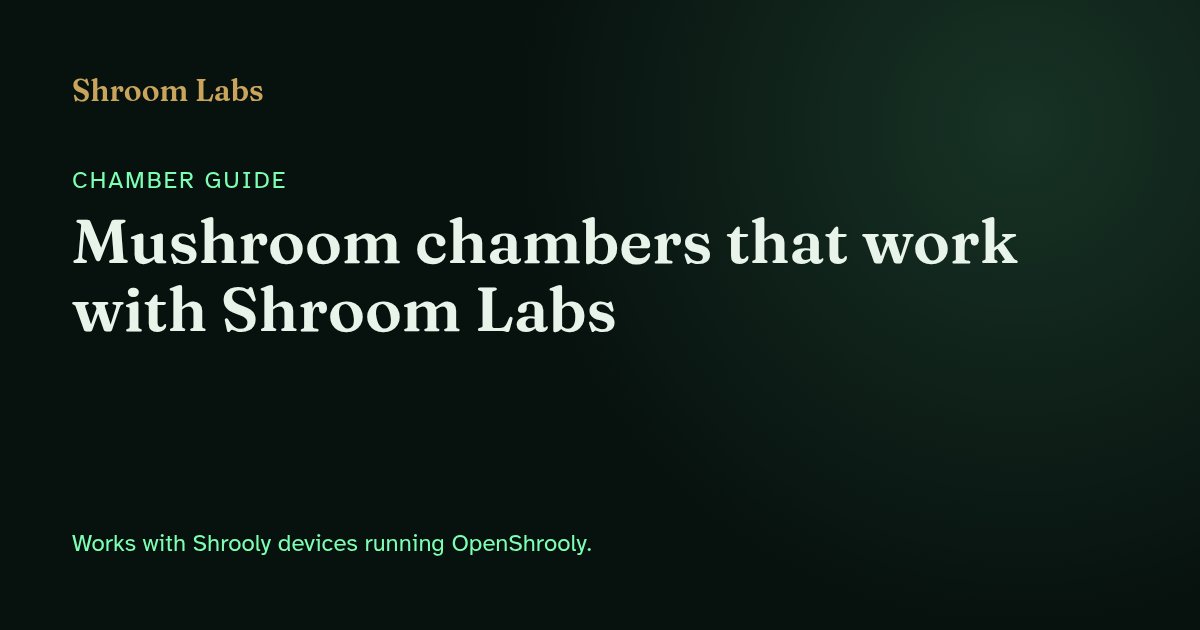 Shroom Labs
CHAMBER GUIDE
Mushroom chambers that work
with Shroom Labs
Works with Shrooly devices running OpenShrooly.